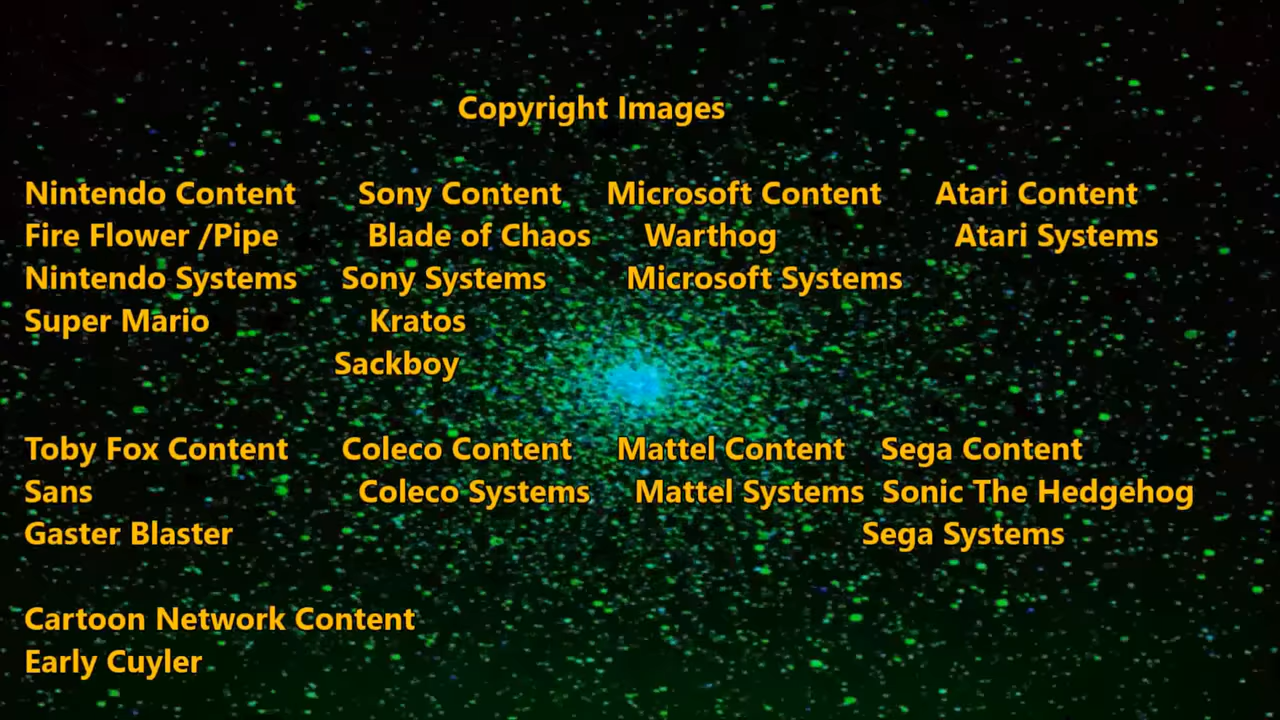 Copyright Images
Nintendo Content Sony Content Microsoft Content Atari Content
Fire Flower /Pipe Blade of Chaos Warthog Atari Systems
Nintendo Systems Sony Systems Microsoft Systems
Super Mario Kratos
Sackboy
Toby Fox Content Coleco Content Mattel Content Sega Content
Sans Coleco Systems Mattel Systems Sonic The Hedgehog
Gaster Blaster Sega Systems
Cartoon Network Content
Early Cuyler